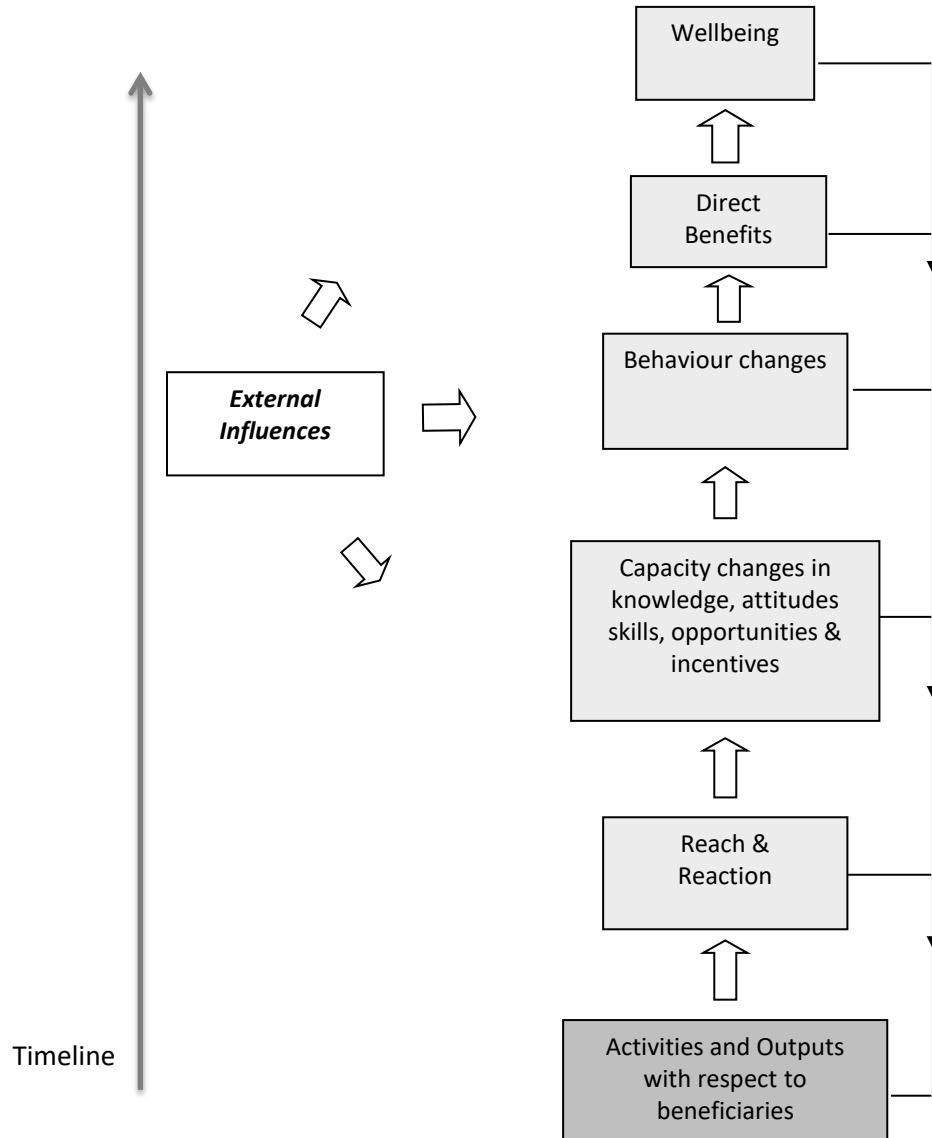 Wellbeing
Direct
Benefits
Behaviour changes
External
Influences
Capacity changes in
knowledge, attitudes
skills, opportunities &
incentives
Reach &
Reaction
Timeline
Activities and Outputs
with respect to
beneficiaries